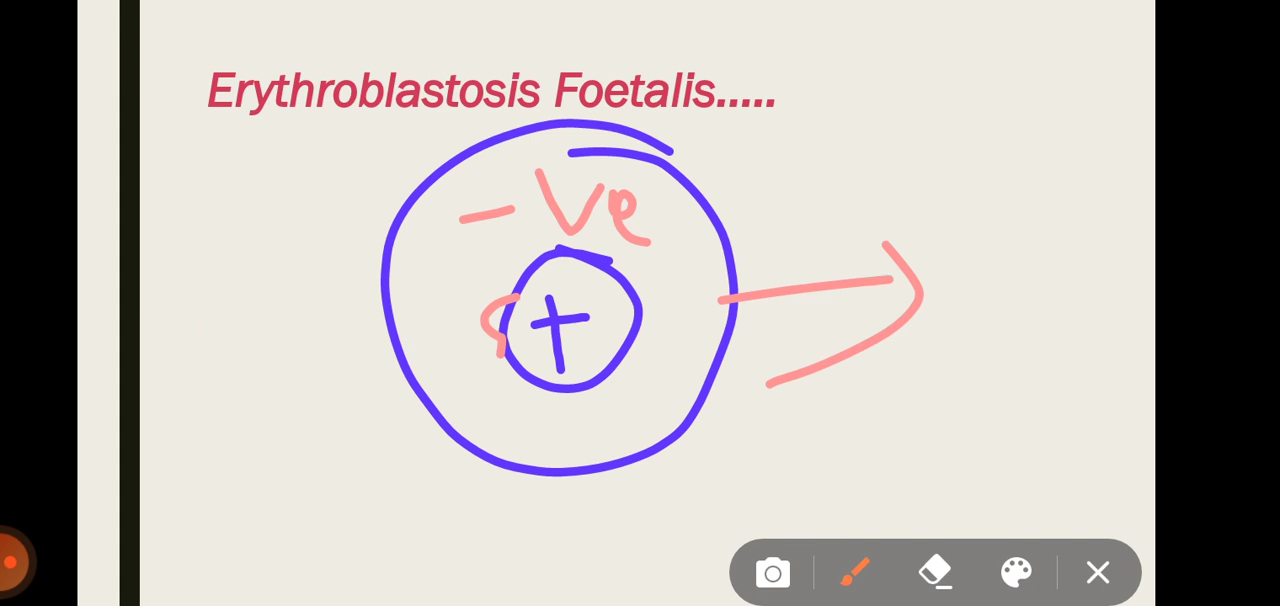 Erythroblastosis Foetalis.....
- Ve
+